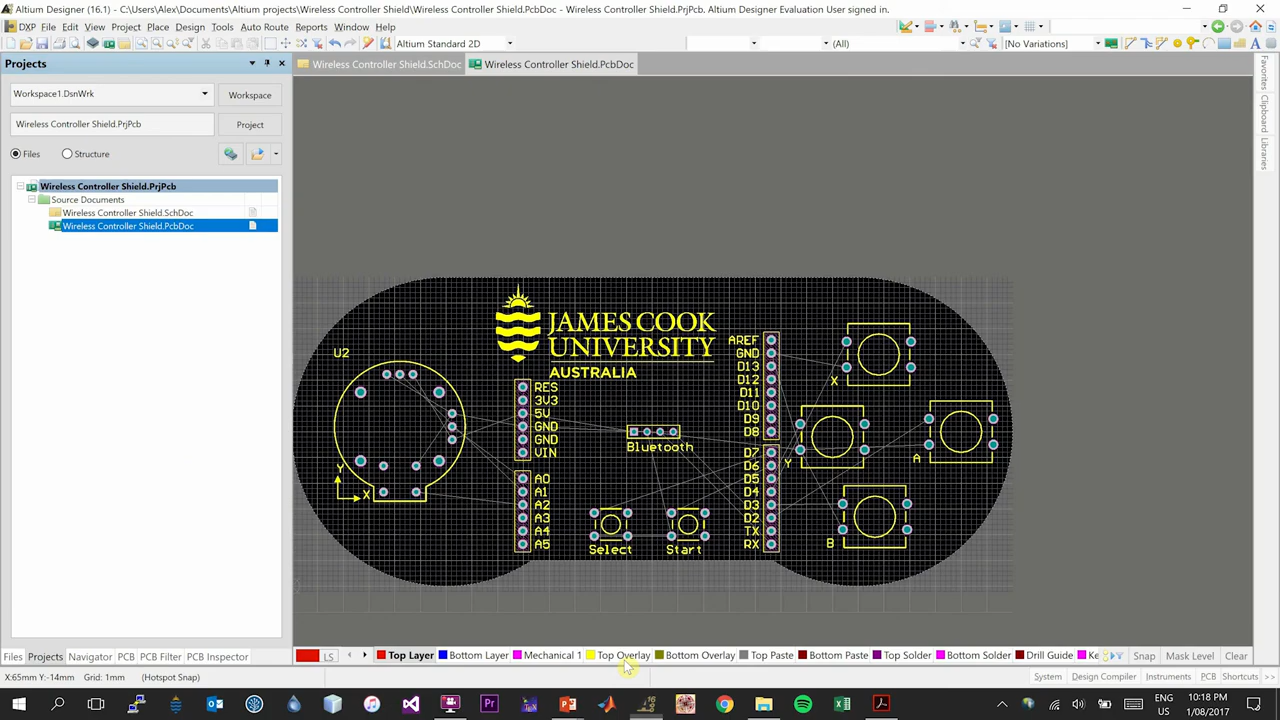 Altium Designer (16.1) - C:\Users\Alex\Documents\Altium projects\Wireless Shield\Wireless Controller Shield.PcbDoc - Wireless Controller Shield.PrjPcb. Altium Designer Evaluation User signed in.
DXP File Edit View Project Place Design Tools Auto Route Reports Window Help
Altium Standard 2D (All) [No Variations]
Projects
Wireless Controller Shield.SchDoc Wireless Controller Shield.PcbDoc
Workspace1.DsnWrk Workspace
Wireless Controller Shield.PrjPcb Project
Files Structure
Wireless Controller Shield.PrjPcb
Source Documents
Wireless Controller Shield.SchDoc
Wireless Controller Shield.PcbDoc
Favorites
Clipboard
Libraries
JAMES COOK
UNIVERSITY
AUSTRALIA
U2
Y
X
RES
3V3
5V
GND
GND
VIN
A0
A1
A2
A3
A4
A5
Bluetooth
Select
Start
AREF
GND
D13
D12
D11
D10
D9
D8
D7
D6
D5
D4
D3
D2
TX
RX
X
Y
A
B
LS Top Layer Bottom Layer Mechanical 1 Top Overlay Bottom Overlay Top Paste Bottom Paste Top Solder Bottom Solder Drill Guide Ke Snap Mask Level Clear
Files Projects Navigator PCB PCB Filter PCB Inspector
X:65mm Y:-14mm Grid: 1mm (Hotspot Snap)
System Design Compiler Instruments PCB Shortcuts >>
ENG
US
10:18 PM
1/08/2017